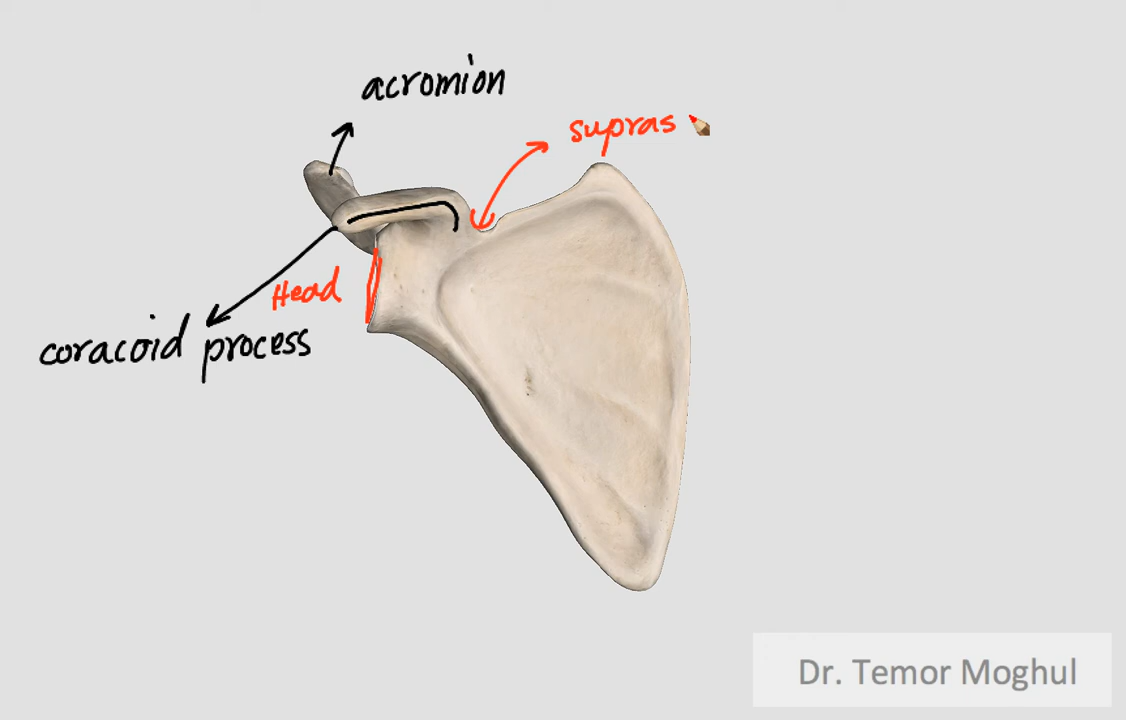 acromion
supras
Head
coracoid process
Dr. Temor Moghul